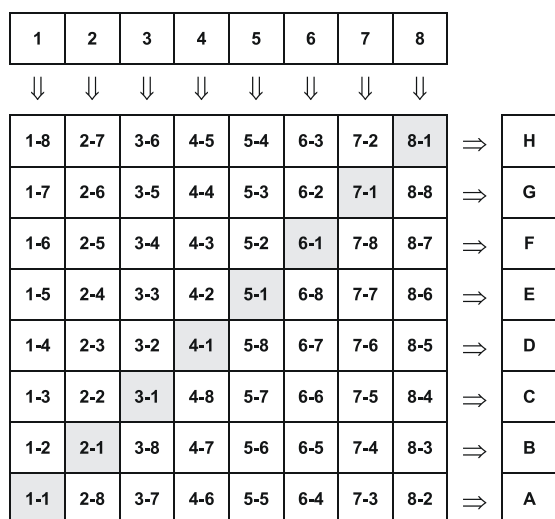 1 2 3 4 5 6 7 8
⇓ ⇓ ⇓ ⇓ ⇓ ⇓ ⇓ ⇓
1-8 2-7 3-6 4-5 5-4 6-3 7-2 8-1 ⇒ H
1-7 2-6 3-5 4-4 5-3 6-2 7-1 8-8 ⇒ G
1-6 2-5 3-4 4-3 5-2 6-1 7-8 8-7 ⇒ F
1-5 2-4 3-3 4-2 5-1 6-8 7-7 8-6 ⇒ E
1-4 2-3 3-2 4-1 5-8 6-7 7-6 8-5 ⇒ D
1-3 2-2 3-1 4-8 5-7 6-6 7-5 8-4 ⇒ C
1-2 2-1 3-8 4-7 5-6 6-5 7-4 8-3 ⇒ B
1-1 2-8 3-7 4-6 5-5 6-4 7-3 8-2 ⇒ A